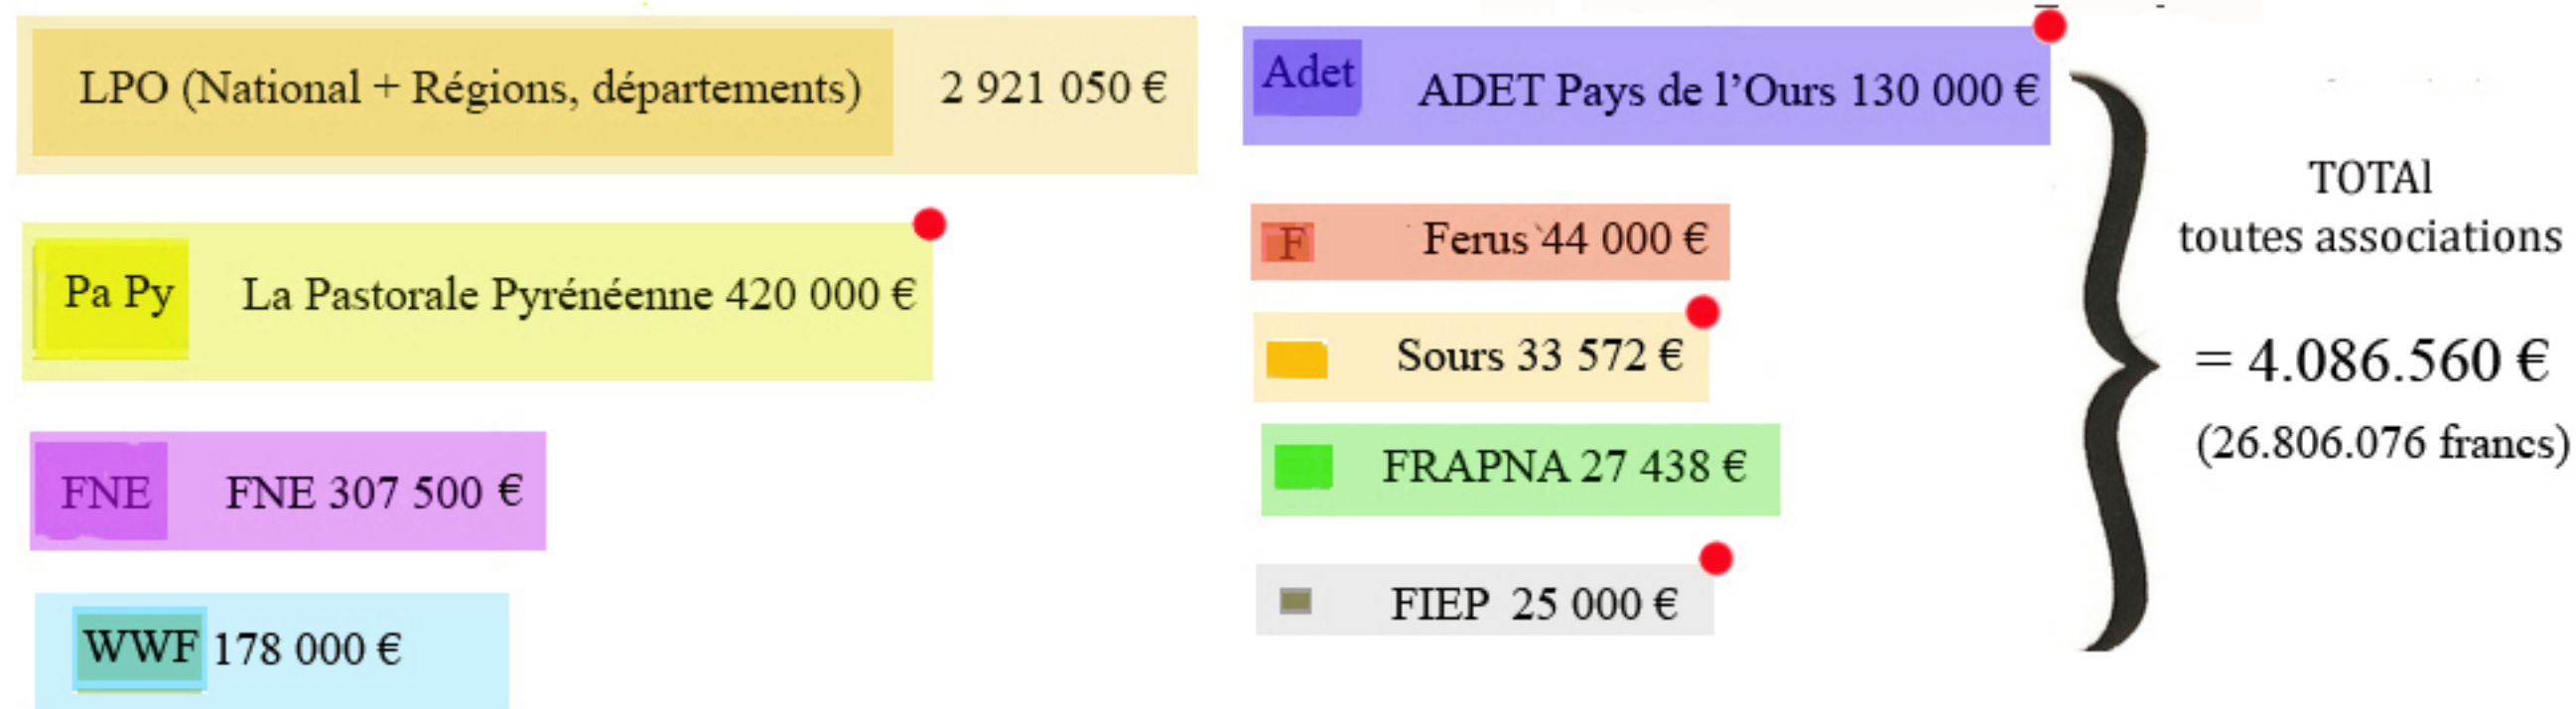 LPO (National + Régions, départements) 2 921 050 €
Pa Py La Pastorale Pyrénéenne 420 000 €
FNE FNE 307 500 €
WWF 178 000 €
Adet ADET Pays de l’Ours 130 000 €
F Ferus 44 000 €
Sours 33 572 €
FRAPNA 27 438 €
FIEP 25 000 €
TOTAl
toutes associations
= 4.086.560 €
(26.806.076 francs)